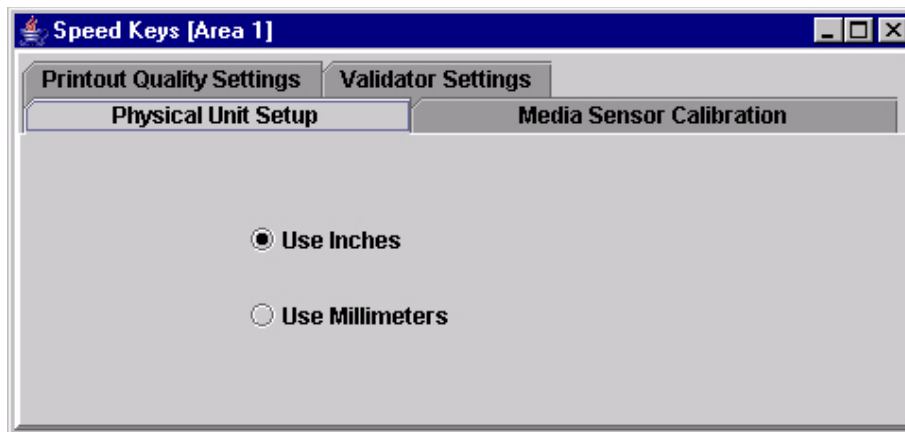 Speed Keys [Area 1]
Printout Quality Settings Validator Settings
Physical Unit Setup Media Sensor Calibration
Use Inches
Use Millimeters